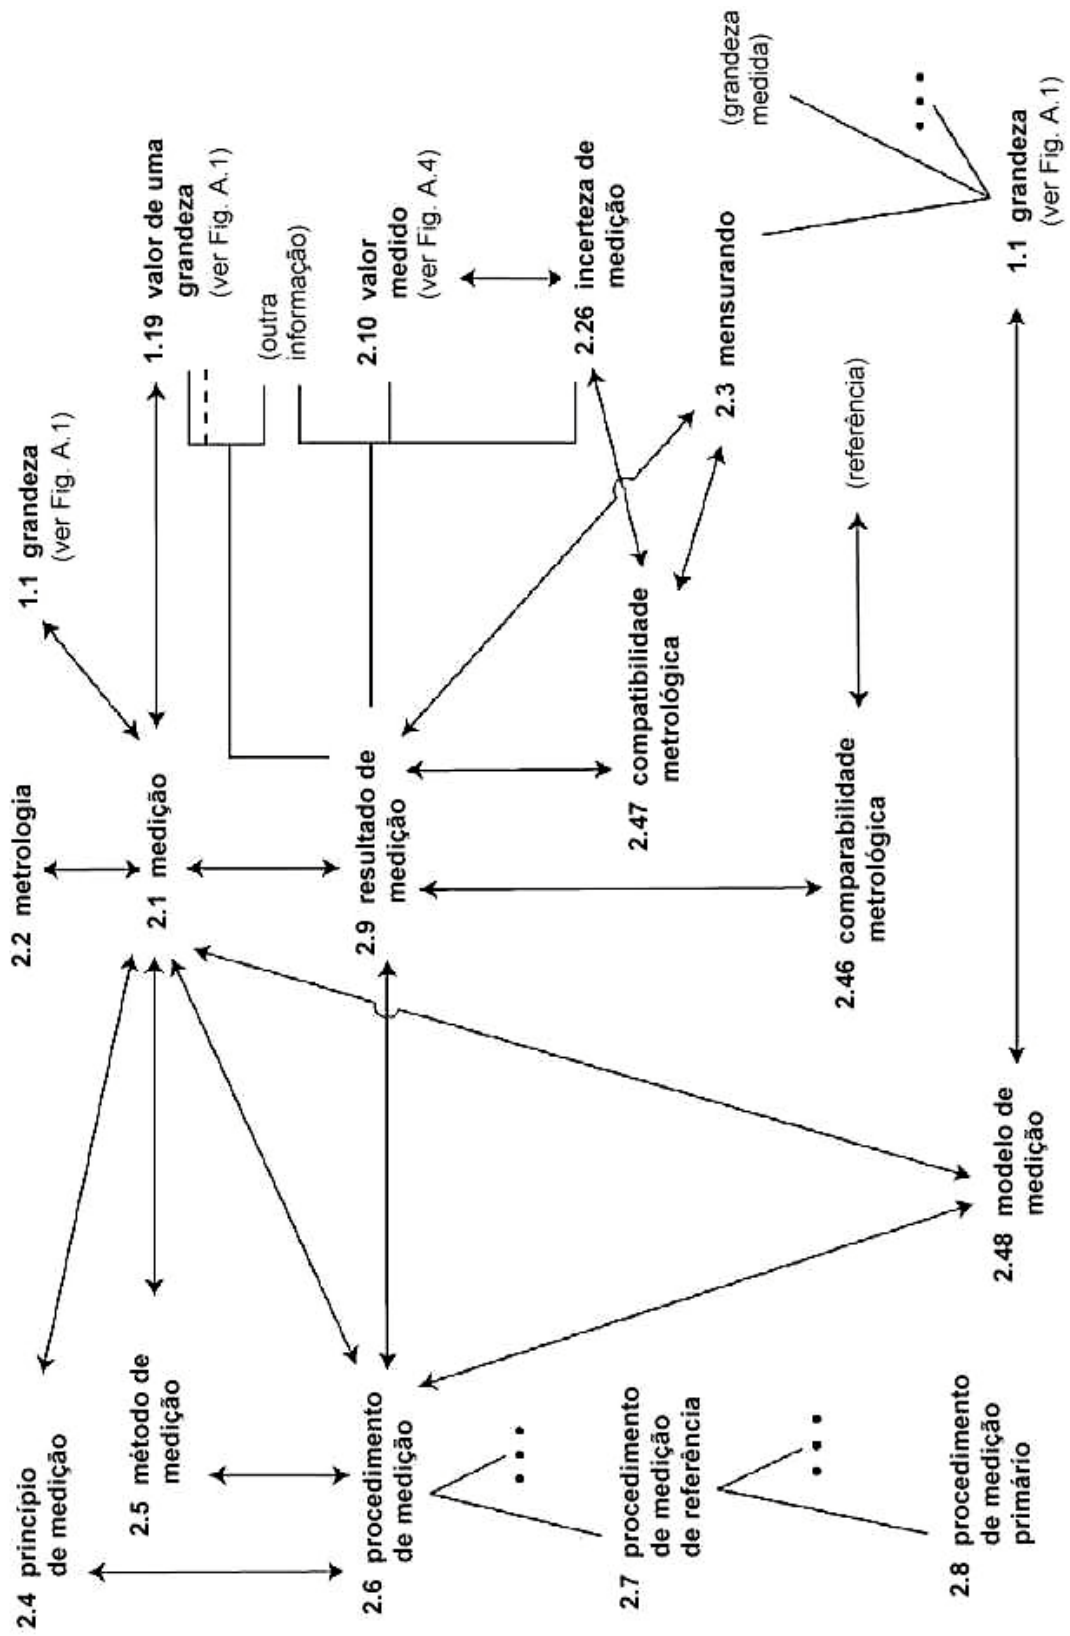 2.2 metrologia
1.1 grandeza
(ver Fig. A.1)
2.4 princípio
de medição
2.1 medição
1.19 valor de uma
grandeza
(ver Fig. A.1)
2.5 método de
medição
(outra
informação)
2.6 procedimento
de medição
2.9 resultado de
medição
2.10 valor
medido
(ver Fig. A.4)
2.26 incerteza de
medição
2.7 procedimento
de medição
de referência
2.47 compatibilidade
metrológica
2.3 mensurando
(grandeza
medida)
2.46 comparabilidade
metrológica
(referência)
2.8 procedimento
de medição
primário
2.48 modelo de
medição
1.1 grandeza
(ver Fig. A.1)